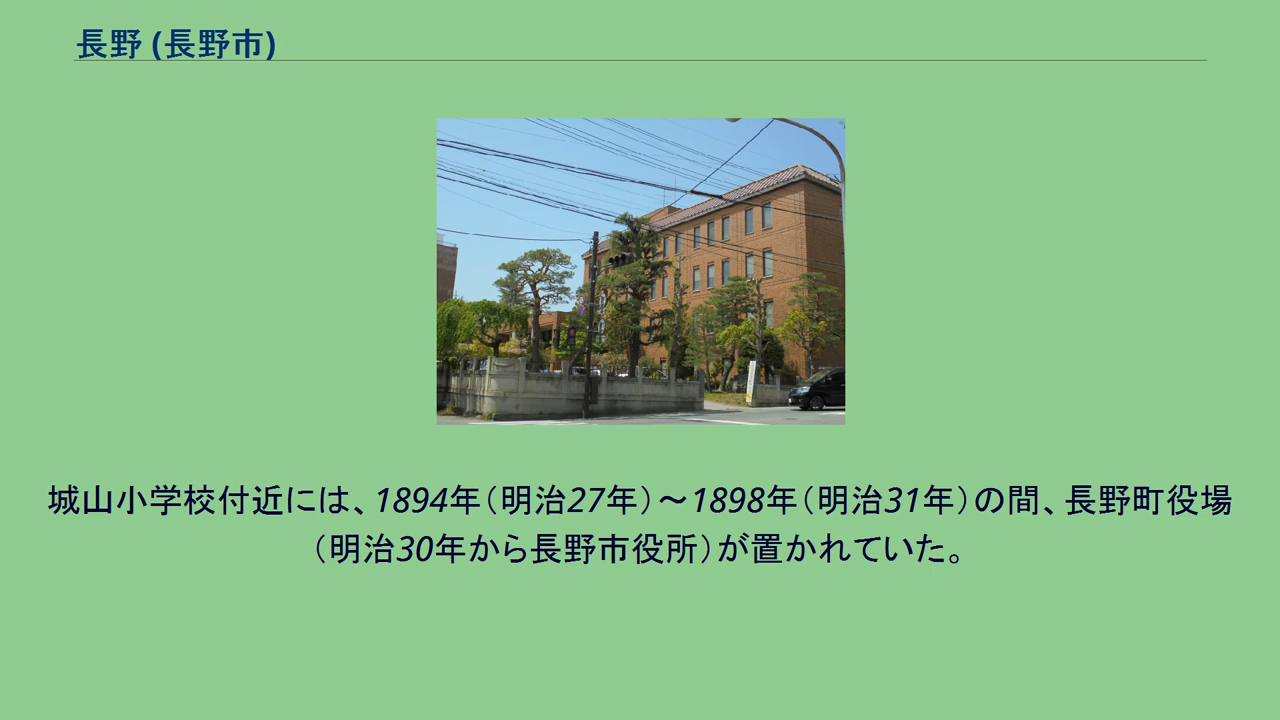 長野 (長野市)
城山小学校付近には、1894年（明治27年）～1898年（明治31年）の間、長野町役場
（明治30年から長野市役所）が置かれていた。